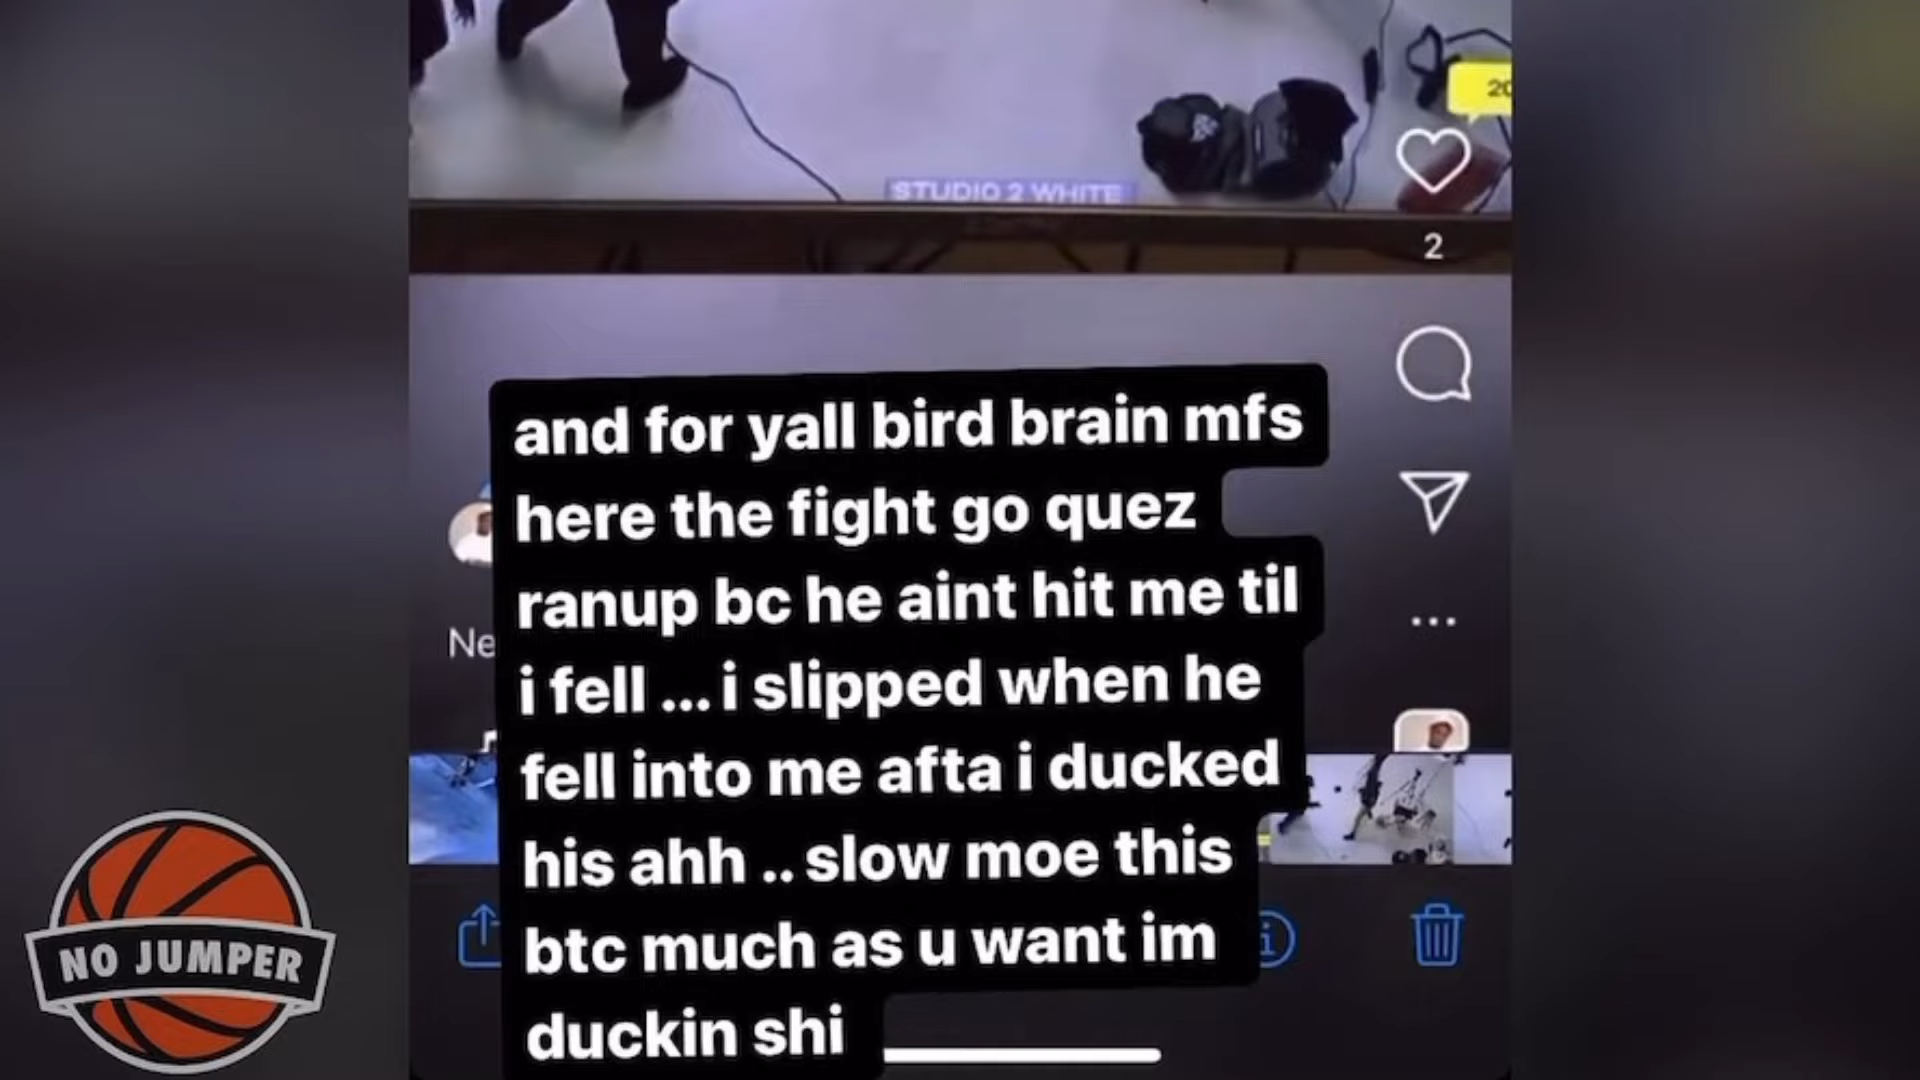 20
STUDIO 2 WHITE
2
and for yall bird brain mfs
here the fight go quez
ranup bc he aint hit me til
i fell ... i slipped when he
fell into me afta i ducked
his ahh .. slow moe this
btc much as u want im
duckin shi
Ne
NO JUMPER